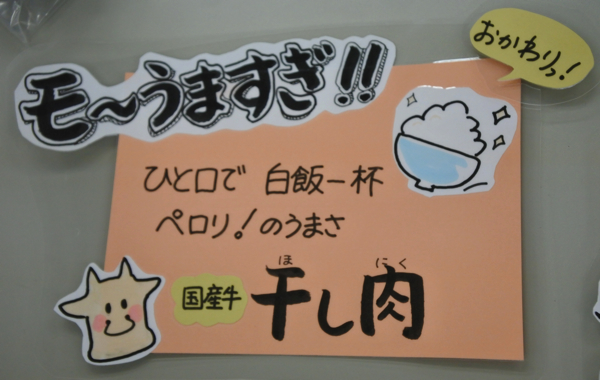 モ〜うますぎ!!
おかわりっ!
ひと口で 白飯一杯
ペロリ!のうまさ
国産牛
ほ にく
干し肉